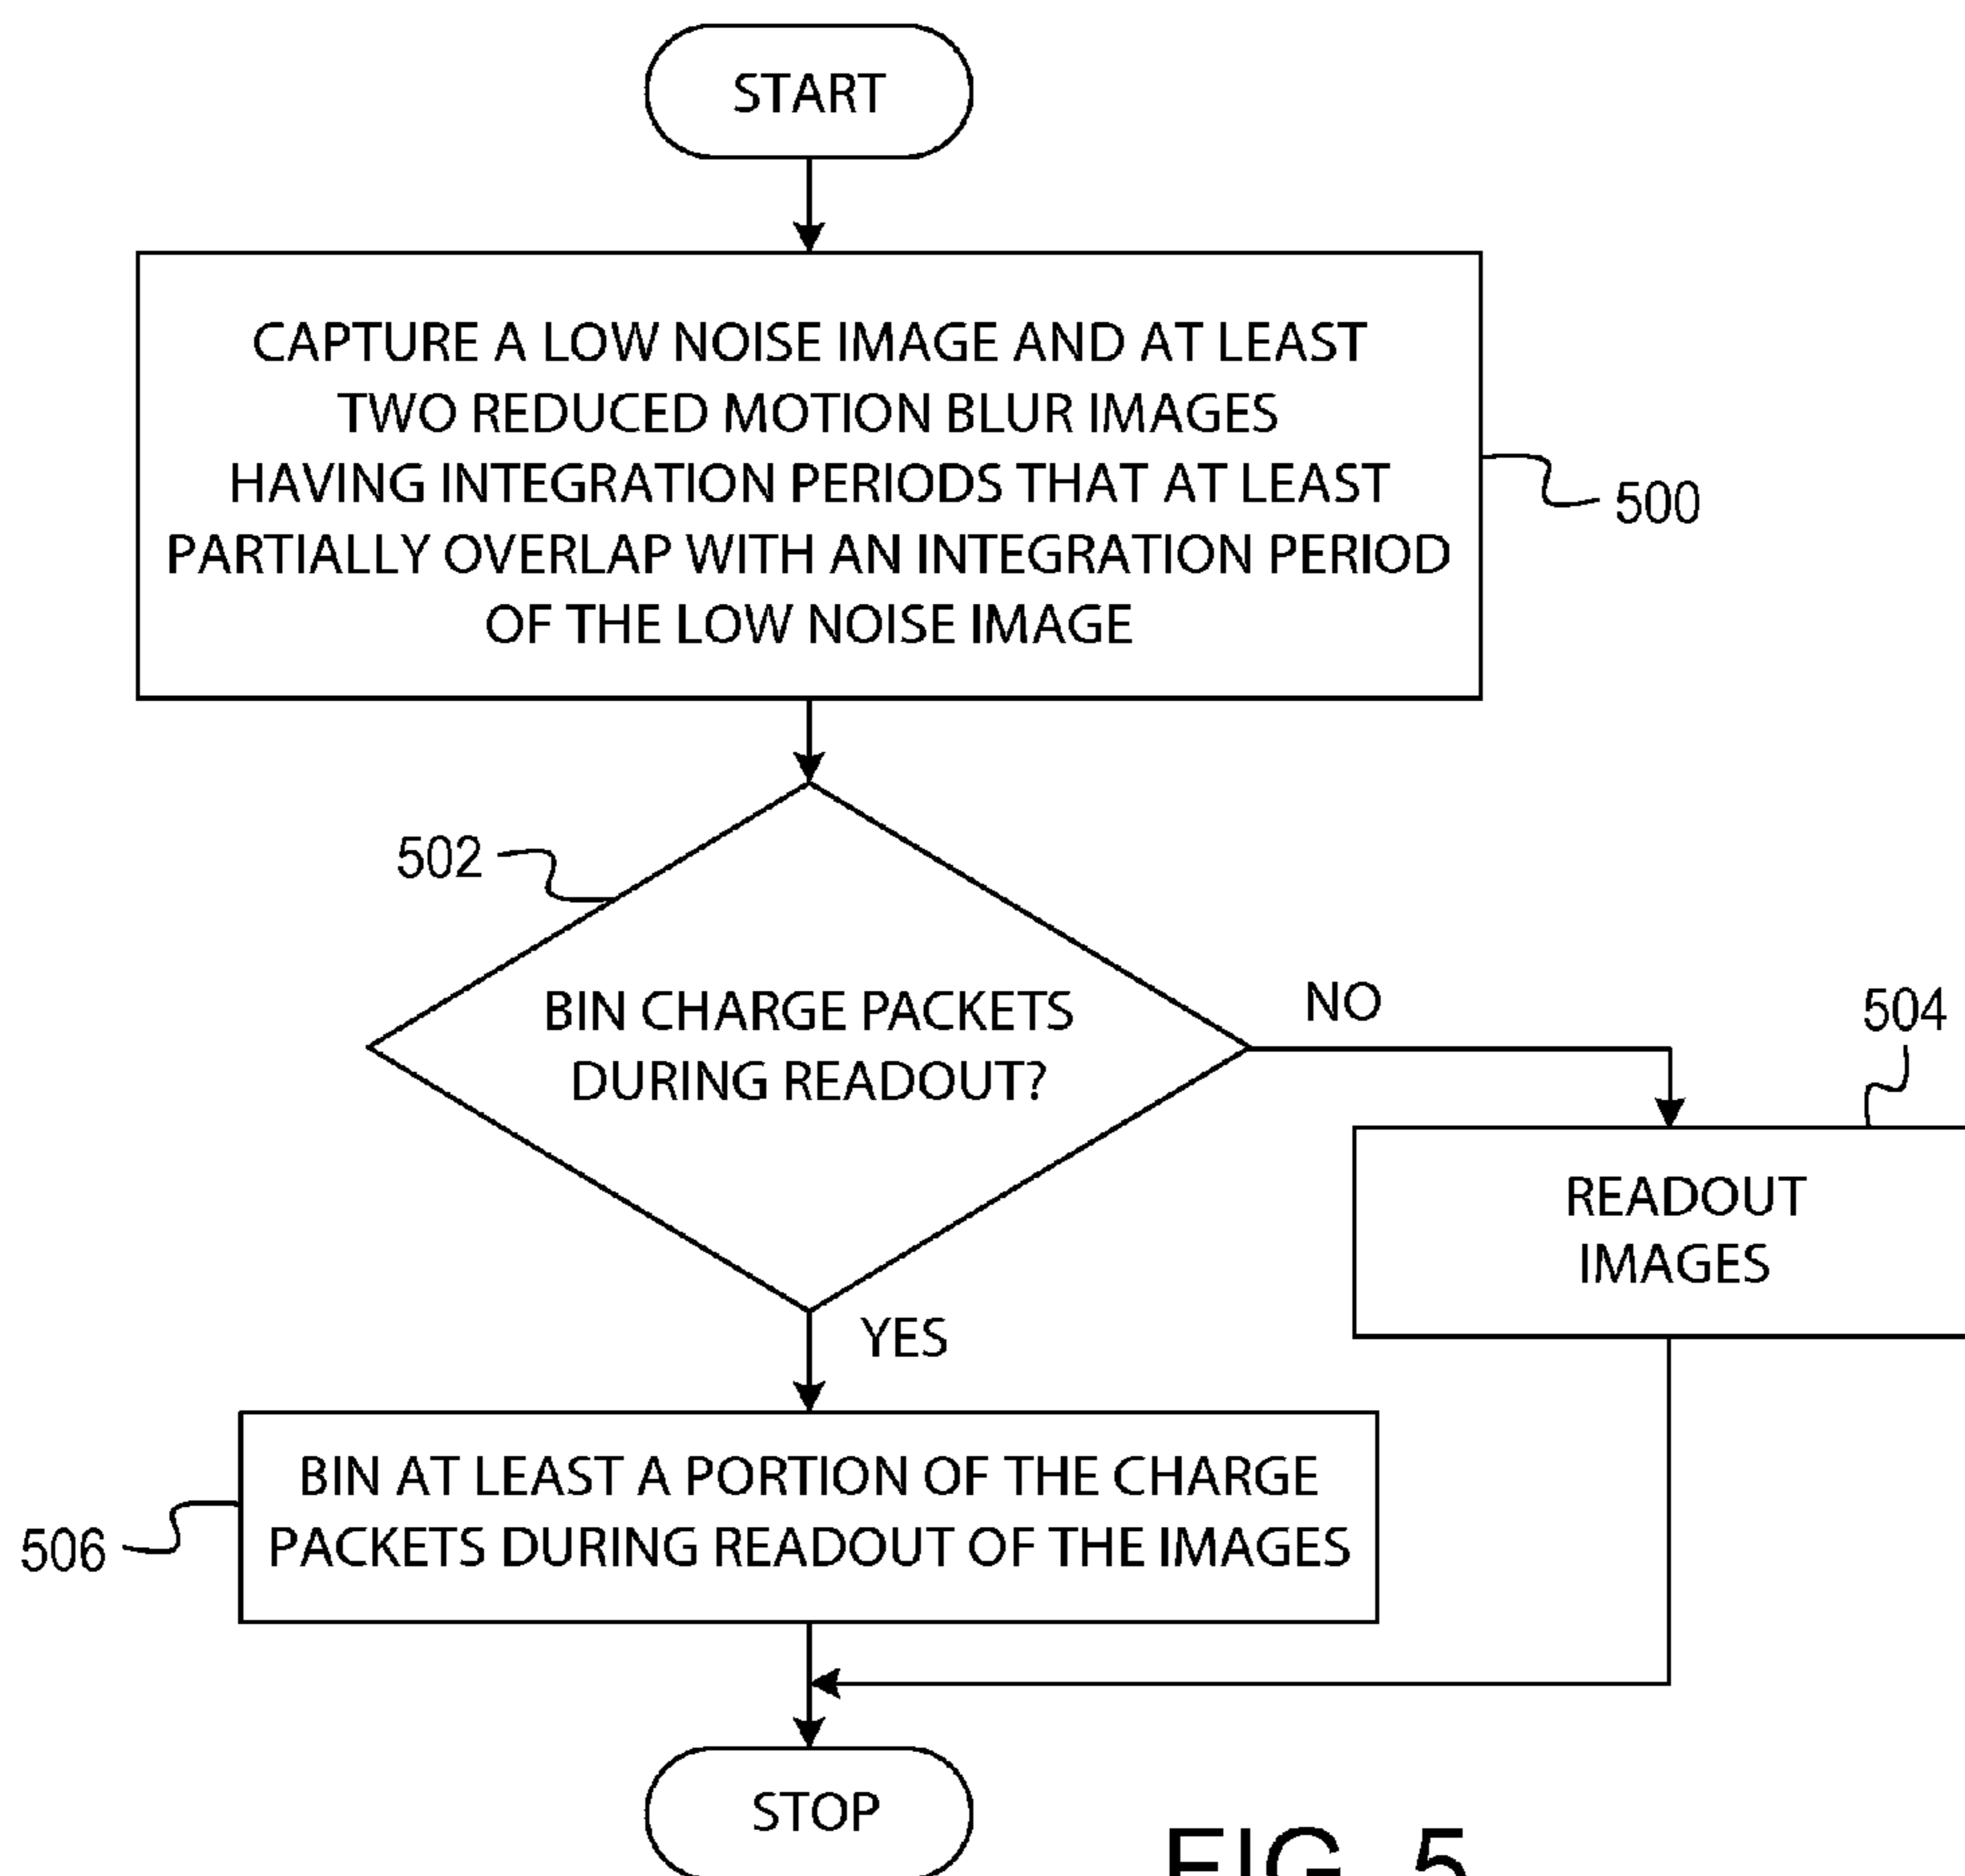 START
CAPTURE A LOW NOISE IMAGE AND AT LEAST
TWO REDUCED MOTION BLUR IMAGES
HAVING INTEGRATION PERIODS THAT AT LEAST
PARTIALLY OVERLAP WITH AN INTEGRATION PERIOD
OF THE LOW NOISE IMAGE
500
502
BIN CHARGE PACKETS
DURING READOUT?
NO
504
READOUT
IMAGES
YES
BIN AT LEAST A PORTION OF THE CHARGE
PACKETS DURING READOUT OF THE IMAGES
506
STOP
FIG. 5